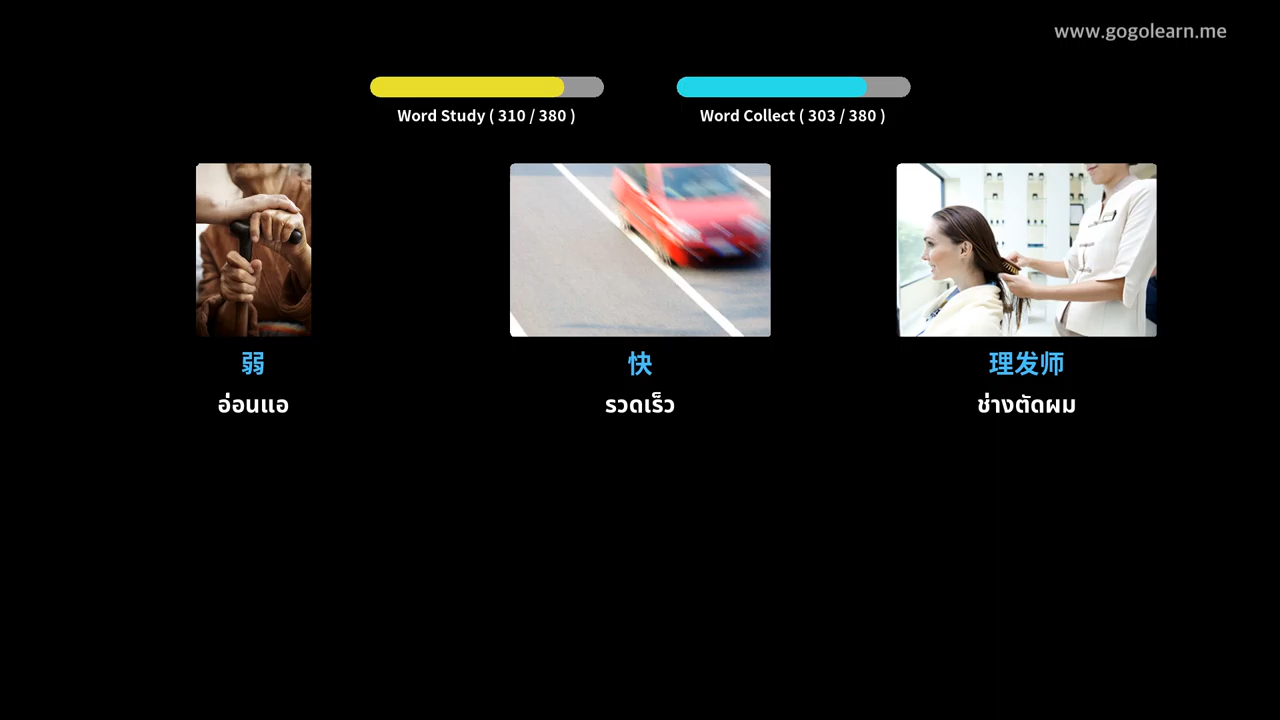 www.gogolearn.me
Word Study ( 310 / 380 )
Word Collect ( 303 / 380 )
弱
快
理发师
อ่อนแอ
รวดเร็ว
ช่างตัดผม